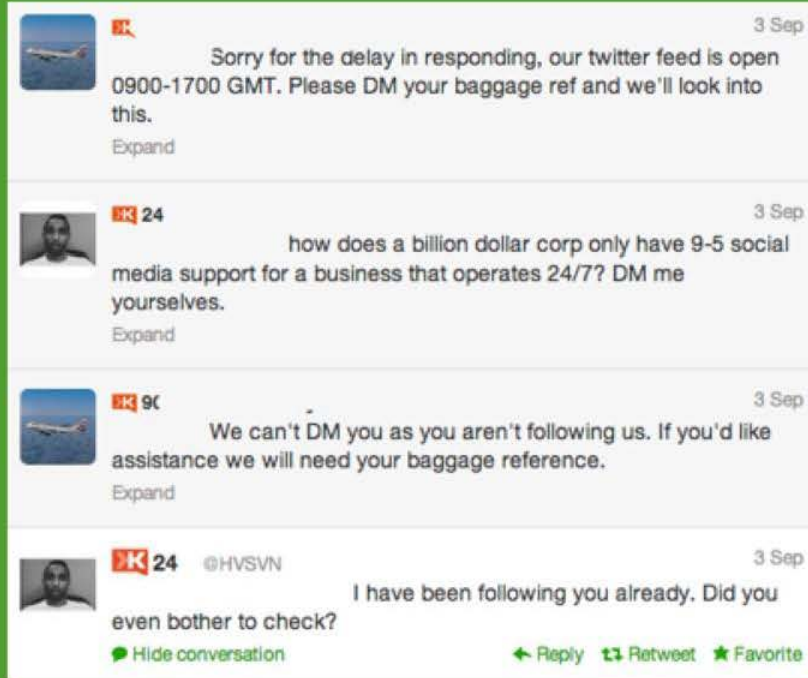 K
3 Sep
Sorry for the delay in responding, our twitter feed is open
0900-1700 GMT. Please DM your baggage ref and we'll look into
this.
Expand
K 24
3 Sep
how does a billion dollar corp only have 9-5 social
media support for a business that operates 24/7? DM me
yourselves.
Expand
K 3 Sep
We can't DM you as you aren't following us. If you'd like
assistance we will need your baggage reference.
Expand
K 24 @HVSVN
3 Sep
I have been following you already. Did you
even bother to check?
Hide conversation
Reply Retweet Favorite